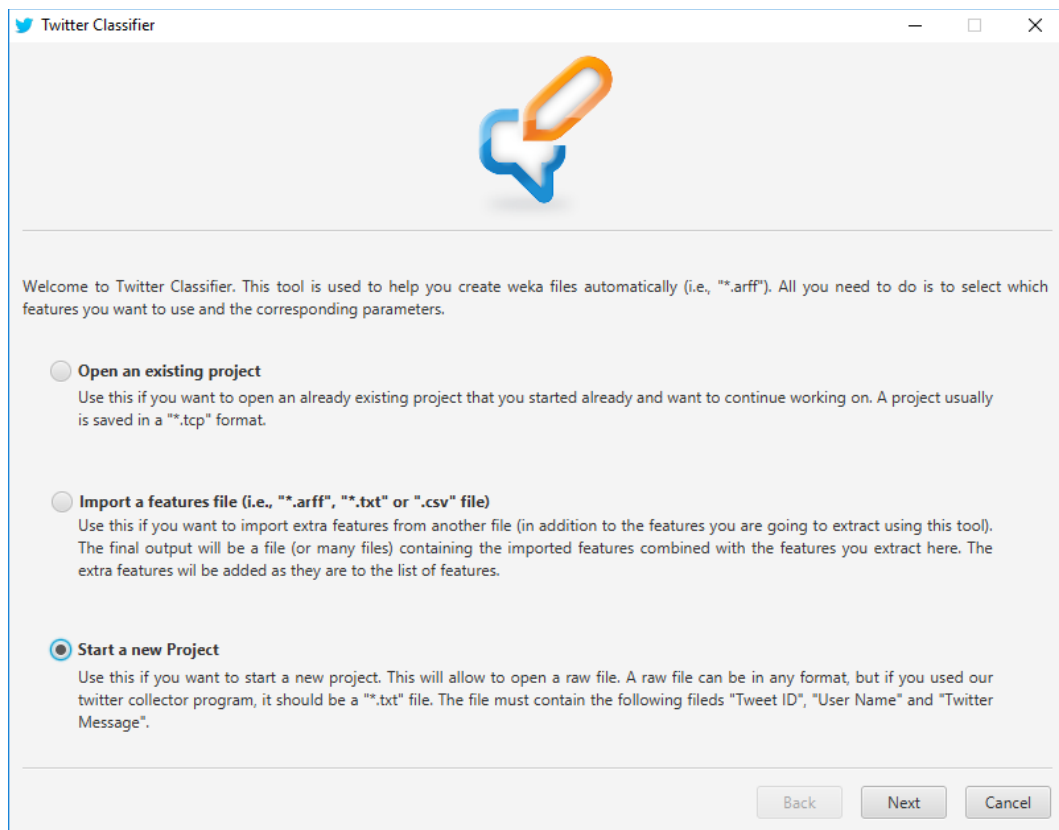 Twitter Classifier
Welcome to Twitter Classifier. This tool is used to help you create weka files automatically (i.e., "*.arff"). All you need to do is to select which
features you want to use and the corresponding parameters.
Open an existing project
Use this if you want to open an already existing project that you started already and want to continue working on. A project usually
is saved in a "*.tcp" format.
Import a features file (i.e., "*.arff", "*.txt" or ".csv" file)
Use this if you want to import extra features from another file (in addition to the features you are going to extract using this tool).
The final output will be a file (or many files) containing the imported features combined with the features you extract here. The
extra features wil be added as they are to the list of features.
Start a new Project
Use this if you want to start a new project. This will allow to open a raw file. A raw file can be in any format, but if you used our
twitter collector program, it should be a "*.txt" file. The file must contain the following fileds "Tweet ID", "User Name" and "Twitter
Message".
Back Next Cancel